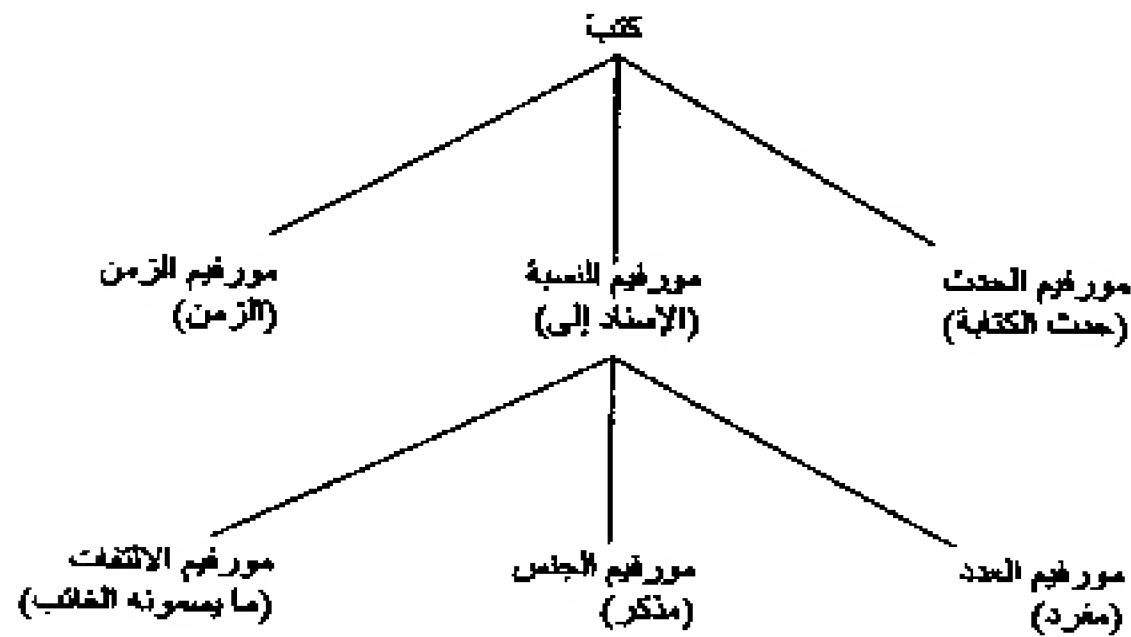 كتب
مورفيم الحدث
(حدث الكتابة)
مورفيم النسبة
(الإسناد إلى)
مورفيم الزمن
(الزمن)
مورفيم العدد
(مفرد)
مورفيم الجنس
(مذكر)
مورفيم الالتفات
(ما يسمونه الغائب)